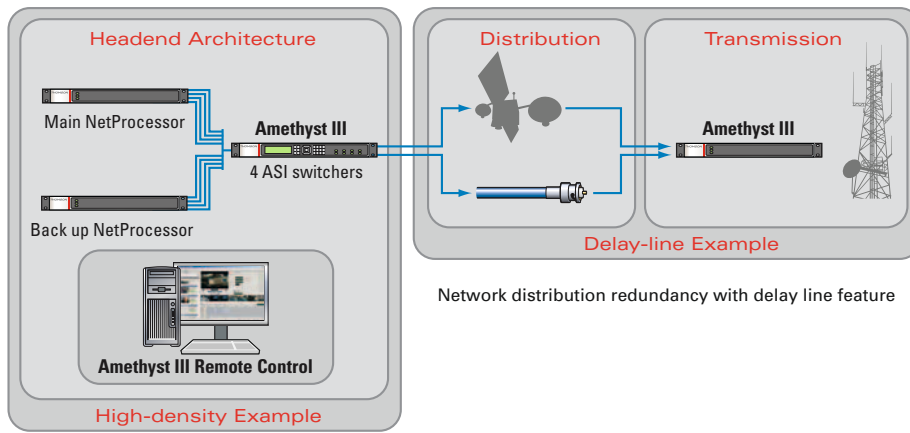 Headend Architecture
Main NetProcessor
Amethyst III
4 ASI switchers
Back up NetProcessor
Amethyst III Remote Control
High-density Example
Distribution
Transmission
Amethyst III
Delay-line Example
Network distribution redundancy with delay line feature